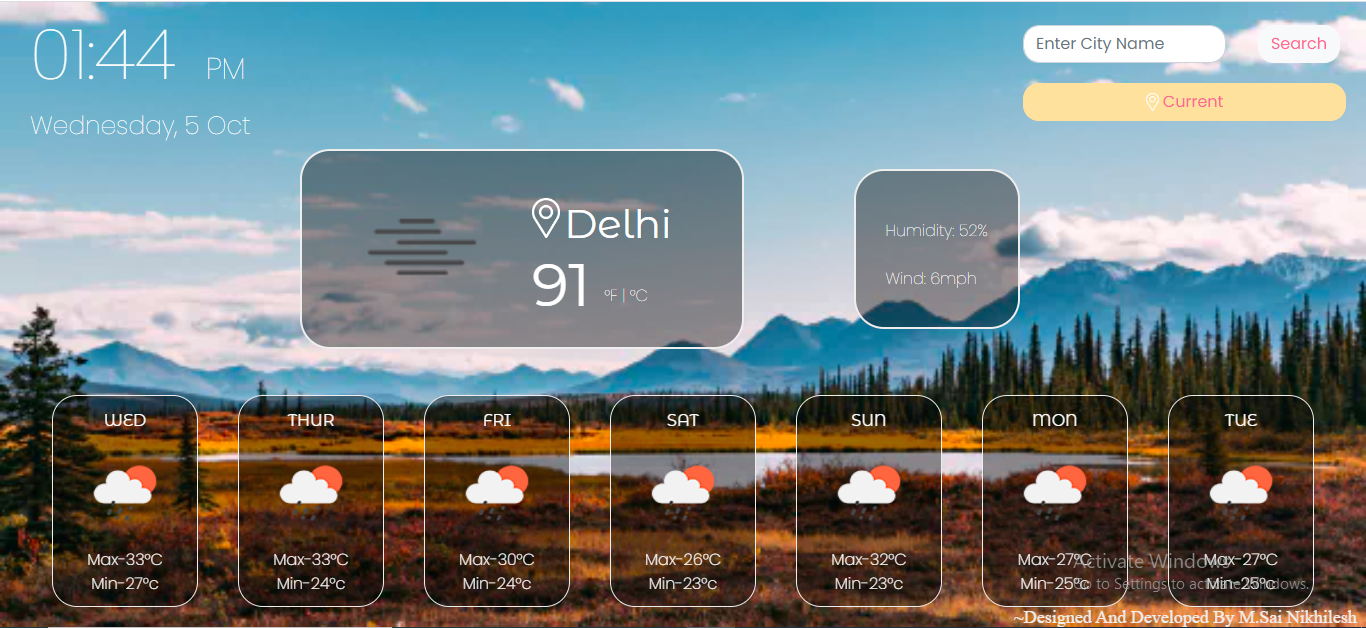 01:44 PM
Wednesday, 5 Oct
Enter City Name
Search
Current
Delhi
91 °F | °C
Humidity: 52%
Wind: 6mph
WED
Max-33°C
Min-27°c
THUR
Max-33°C
Min-24°c
FRI
Max-30°C
Min-24°c
SAT
Max-26°C
Min-23°c
SUN
Max-32°C
Min-23°c
MON
Max-27°C
Min-25°c
TUE
Max-27°C
Min-25°c
Activate Windows
Go to Settings to activate Windows.
~Designed And Developed By M.Sai Nikhilesh